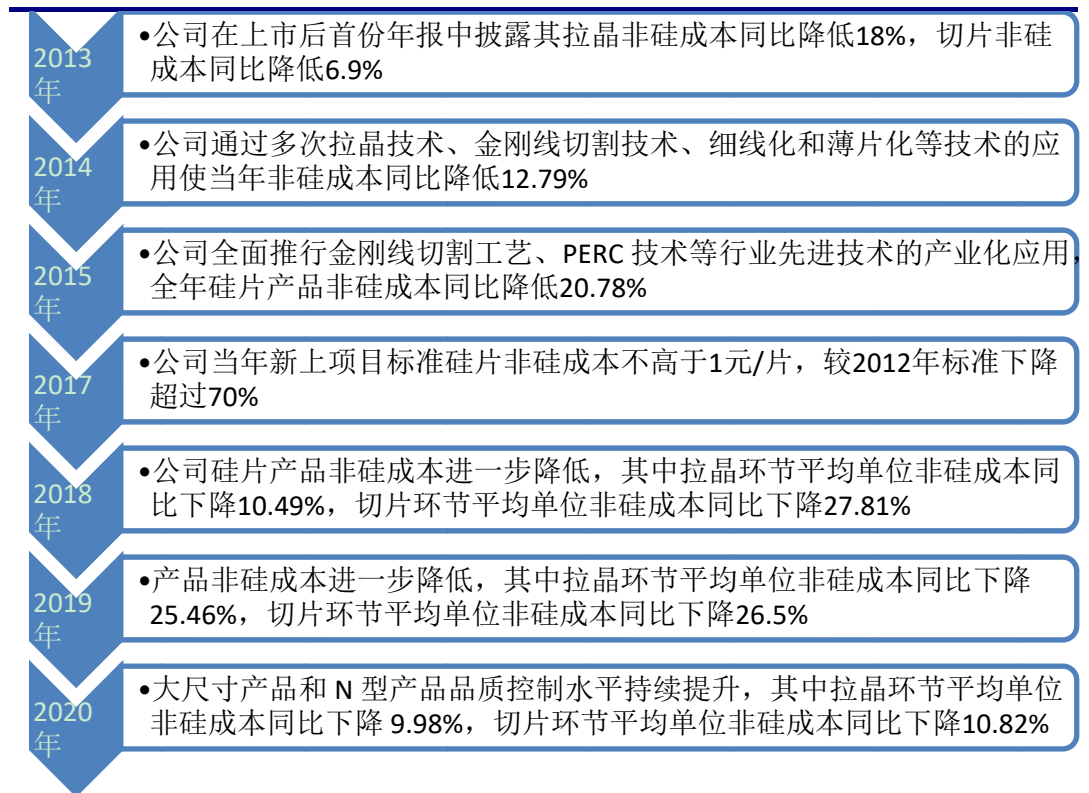 2013
年
•公司在上市后首份年报中披露其拉晶非硅成本同比降低18%，切片非硅
成本同比降低6.9%
2014
年
•公司通过多次拉晶技术、金刚线切割技术、细线化和薄片化等技术的应
用使当年非硅成本同比降低12.79%
2015
年
•公司全面推行金刚线切割工艺、PERC 技术等行业先进技术的产业化应用，
全年硅片产品非硅成本同比降低20.78%
2017
年
•公司当年新上项目标准硅片非硅成本不高于1元/片，较2012年标准下降
超过70%
2018
年
•公司硅片产品非硅成本进一步降低，其中拉晶环节平均单位非硅成本同
比下降10.49%，切片环节平均单位非硅成本同比下降27.81%
2019
年
•产品非硅成本进一步降低，其中拉晶环节平均单位非硅成本同比下降
25.46%，切片环节平均单位非硅成本同比下降26.5%
2020
年
•大尺寸产品和 N 型产品品质控制水平持续提升，其中拉晶环节平均单位
非硅成本同比下降 9.98%，切片环节平均单位非硅成本同比下降10.82%